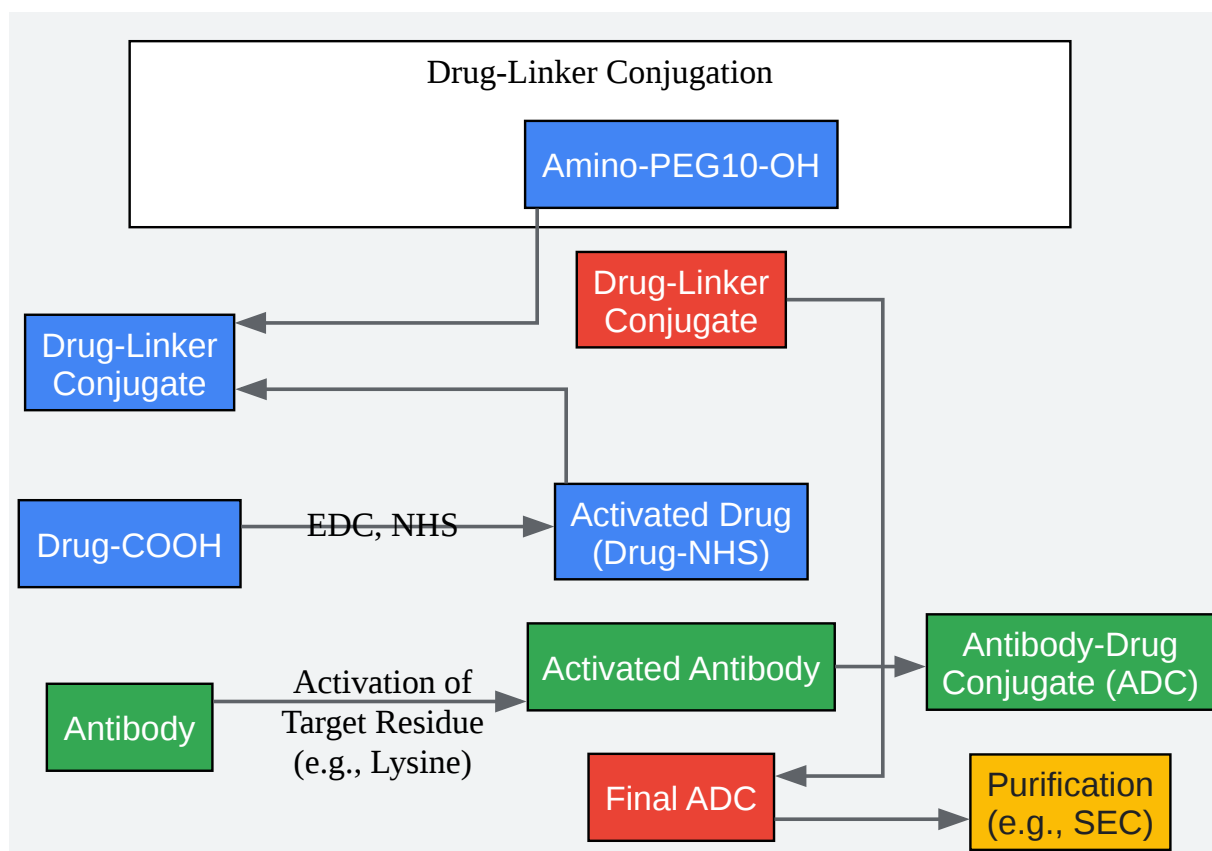 Drug-Linker Conjugation
Amino-PEG10-OH
Drug-Linker
Conjugate
Drug-Linker
Conjugate
Drug-COOH
EDC, NHS
Activated Drug
(Drug-NHS)
Antibody
Activation of
Target Residue
(e.g., Lysine)
Activated Antibody
Antibody-Drug
Conjugate (ADC)
Final ADC
Purification
(e.g., SEC)